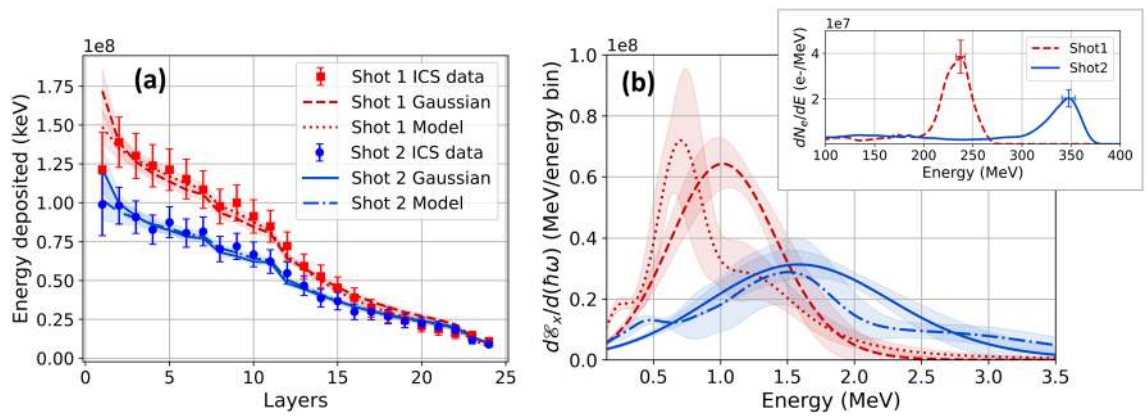 1e8
(a)
Shot 1 ICS data
Shot 1 Gaussian
Shot 1 Model
Shot 2 ICS data
Shot 2 Gaussian
Shot 2 Model
1.75
1.50
1.25
1.00
0.75
0.50
0.25
0.00
Energy deposited (keV)
0 5 10 15 20 25
Layers
1e8
(b)
1.0
0.8
0.6
0.4
0.2
0.0
dℰₓ/d(ħω) (MeV/energy bin)
0.5 1.0 1.5 2.0 2.5 3.0 3.5
Energy (MeV)
1e7
Shot1
Shot2
4
2
dNₑ/dE (e-/MeV)
100 150 200 250 300 350 400
Energy (MeV)